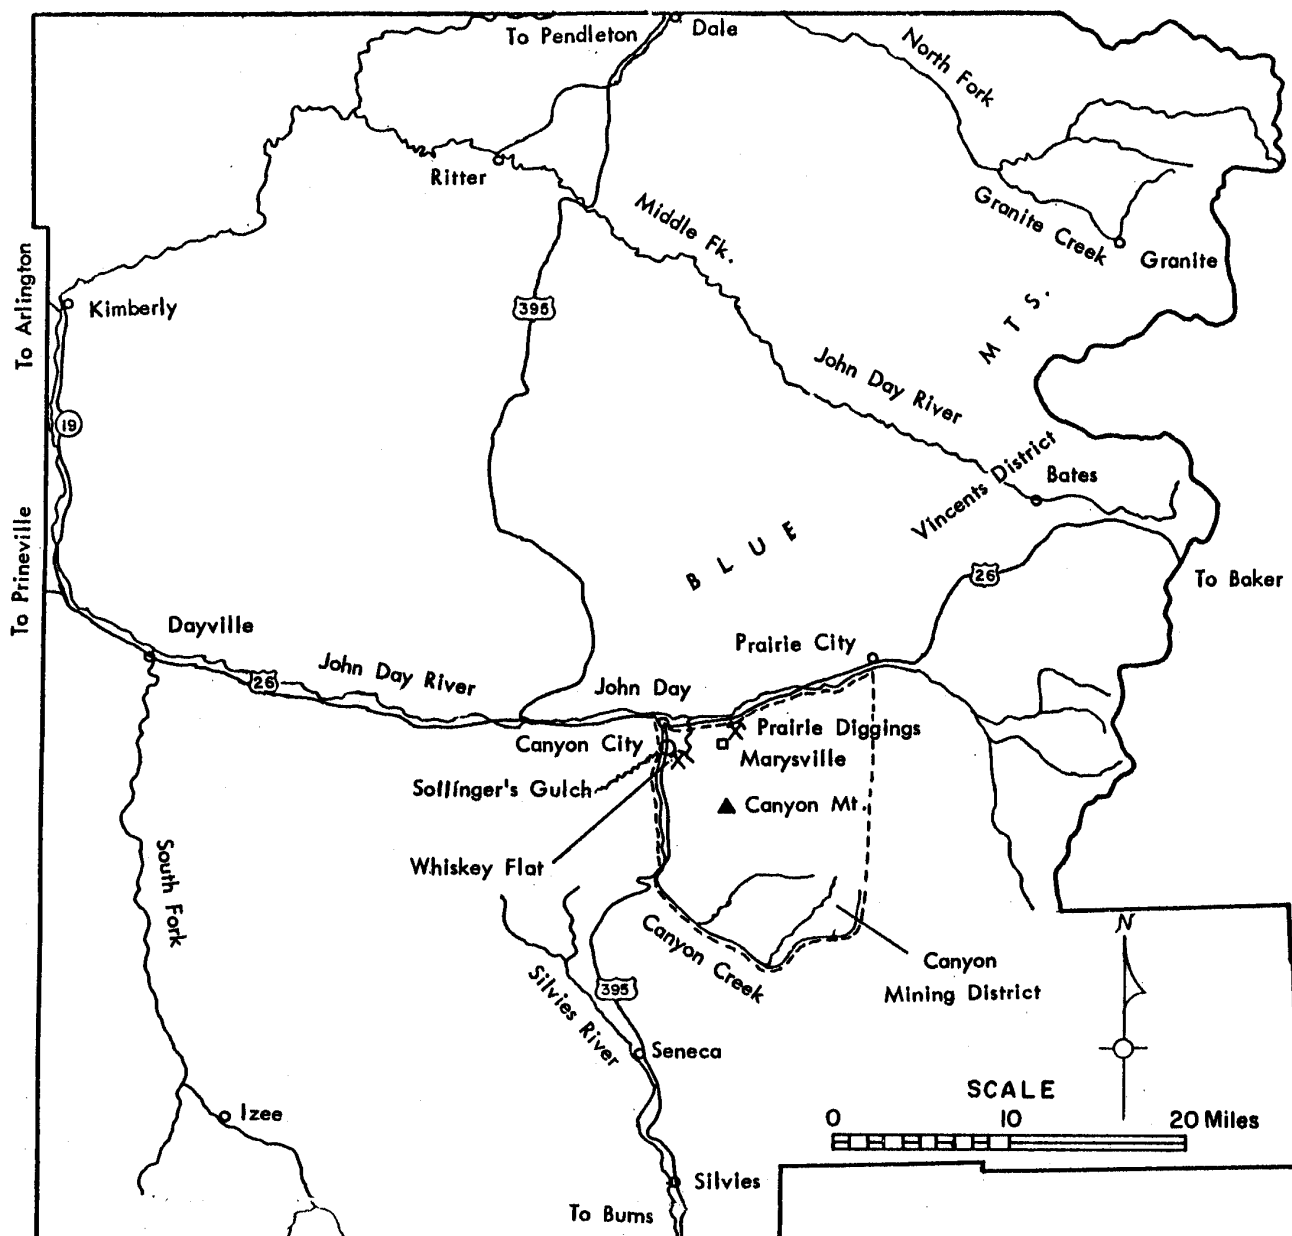 To Pendleton
Dale
North Fork
Ritter
Middle Fk.
Granite Creek
Granite
To Arlington
Kimberly
395
M T S.
John Day River
19
Vincents District
Bates
To Prineville
B L U E
26
To Baker
Dayville
Prairie City
John Day River
26
John Day
Prairie Diggings
Canyon City
Marysville
Sollinger's Gulch
Canyon Mt.
Whiskey Flat
South Fork
Canyon Creek
N
Canyon
Mining District
Silvies River
395
Seneca
SCALE
Izee
0 10 20 Miles
Silvies
To Burns